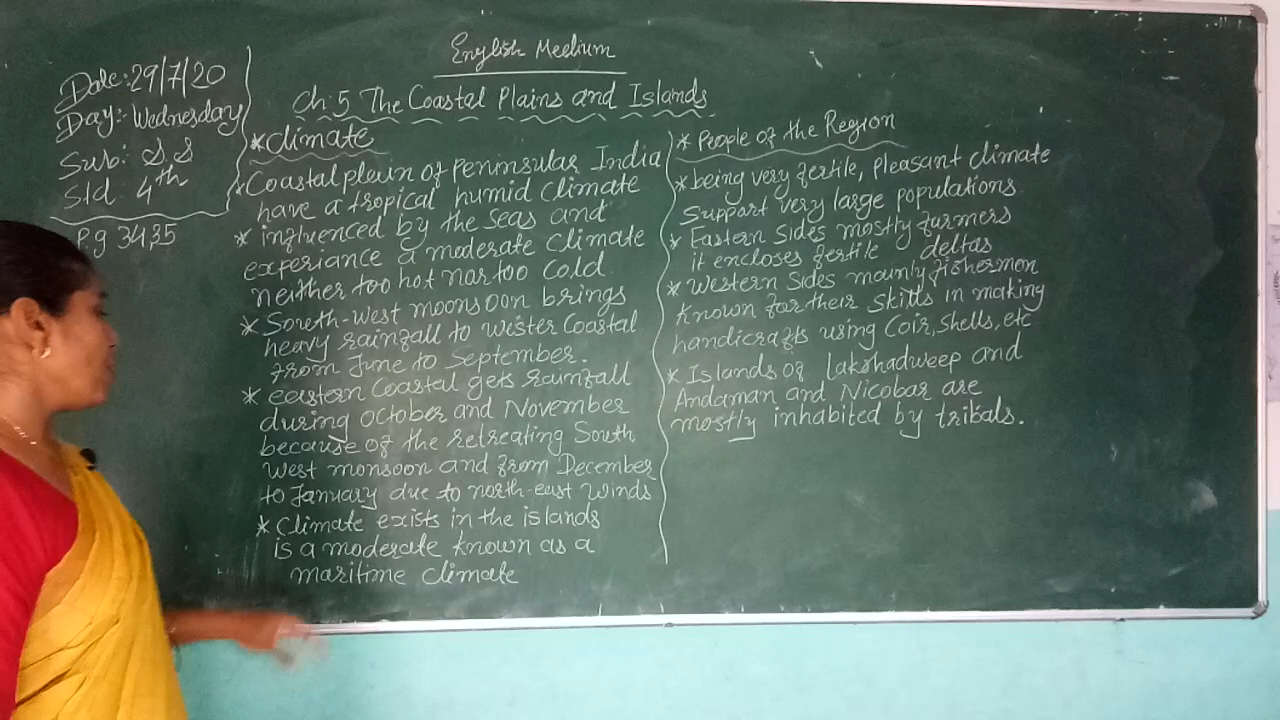 English Medium
Date: 29/7/20
Day: Wednesday
Sub: S.S
Std: 4th
P.g 34,35
Ch: 5 The Coastal Plains and Islands
* climate
* Coastal plain of Peninsular India
have a tropical humid climate
* influenced by the seas and
experiance a moderate climate
neither too hot nor too cold
* South-west moonsoon brings
heavy rainfall to wester Coastal
from June to September.
* eastern Coastal gets rainfall
during October and November
because of the retreating South
West monsoon and from December
to January due to north-east winds
* Climate exists in the islands
is a moderate known as a
maritime climate
* People of the Region
* being very fertile, pleasant climate
support very large populations
* Eastern Sides mostly farmers
it encloses fertile deltas
* Western Sides mainly fishermen
known for their skills in making
handicrafts using Coir, shells, etc
* Islands of lakshadweep and
Andaman and Nicobar are
mostly inhabited by tribals.